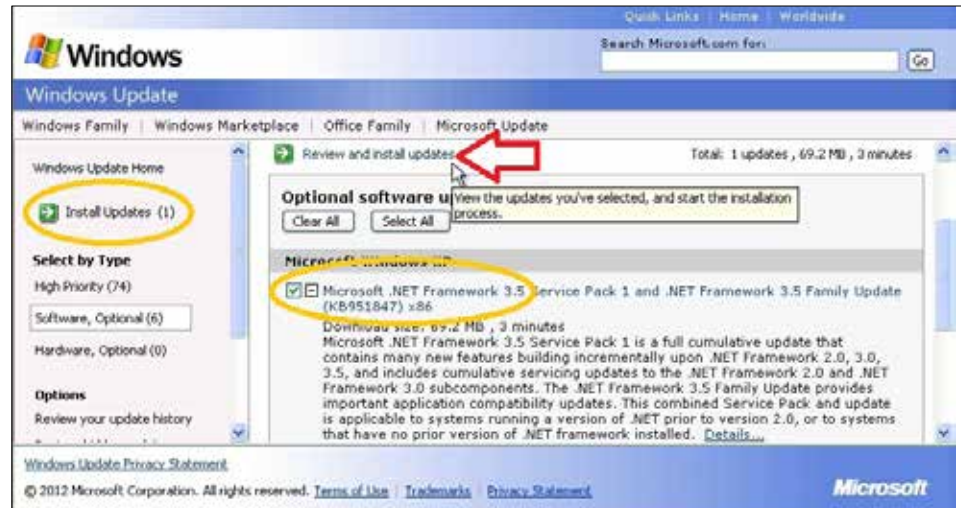 Quick Links | Home | Worldwide
Windows
Search Microsoft.com for:
Go
Windows Update
Windows Family | Windows Marketplace | Office Family | Microsoft Update
Windows Update Home
Install Updates (1)
Select by Type
High Priority (74)
Software, Optional (6)
Hardware, Optional (0)
Options
Review your update history
Review and install updates
Total: 1 updates , 69.2 MB , 3 minutes
Optional software u
View the updates you've selected, and start the installation
process.
Clear All Select All
Microsoft Windows XP
Microsoft .NET Framework 3.5 Service Pack 1 and .NET Framework 3.5 Family Update
(KB951847) x86
Download size: 69.2 MB , 3 minutes
Microsoft .NET Framework 3.5 Service Pack 1 is a full cumulative update that
contains many new features building incrementally upon .NET Framework 2.0, 3.0,
3.5, and includes cumulative servicing updates to the .NET Framework 2.0 and .NET
Framework 3.0 subcomponents. The .NET Framework 3.5 Family Update provides
important application compatibility updates. This combined Service Pack and update
is applicable to systems running a version of .NET prior to version 2.0, or to systems
that have no prior version of .NET framework installed. Details...
Windows Update Privacy Statement
© 2012 Microsoft Corporation. All rights reserved. Terms of Use | Trademarks | Privacy Statement
Microsoft